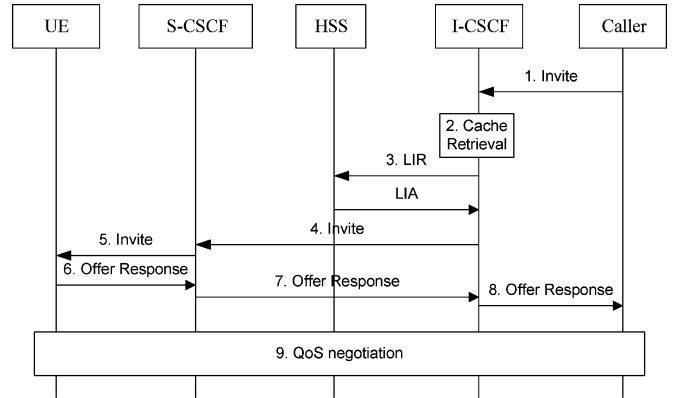 UE
S-CSCF
HSS
I-CSCF
Caller
1. Invite
2. Cache
Retrieval
3. LIR
LIA
4. Invite
5. Invite
6. Offer Response
7. Offer Response
8. Offer Response
9. QoS negotiation